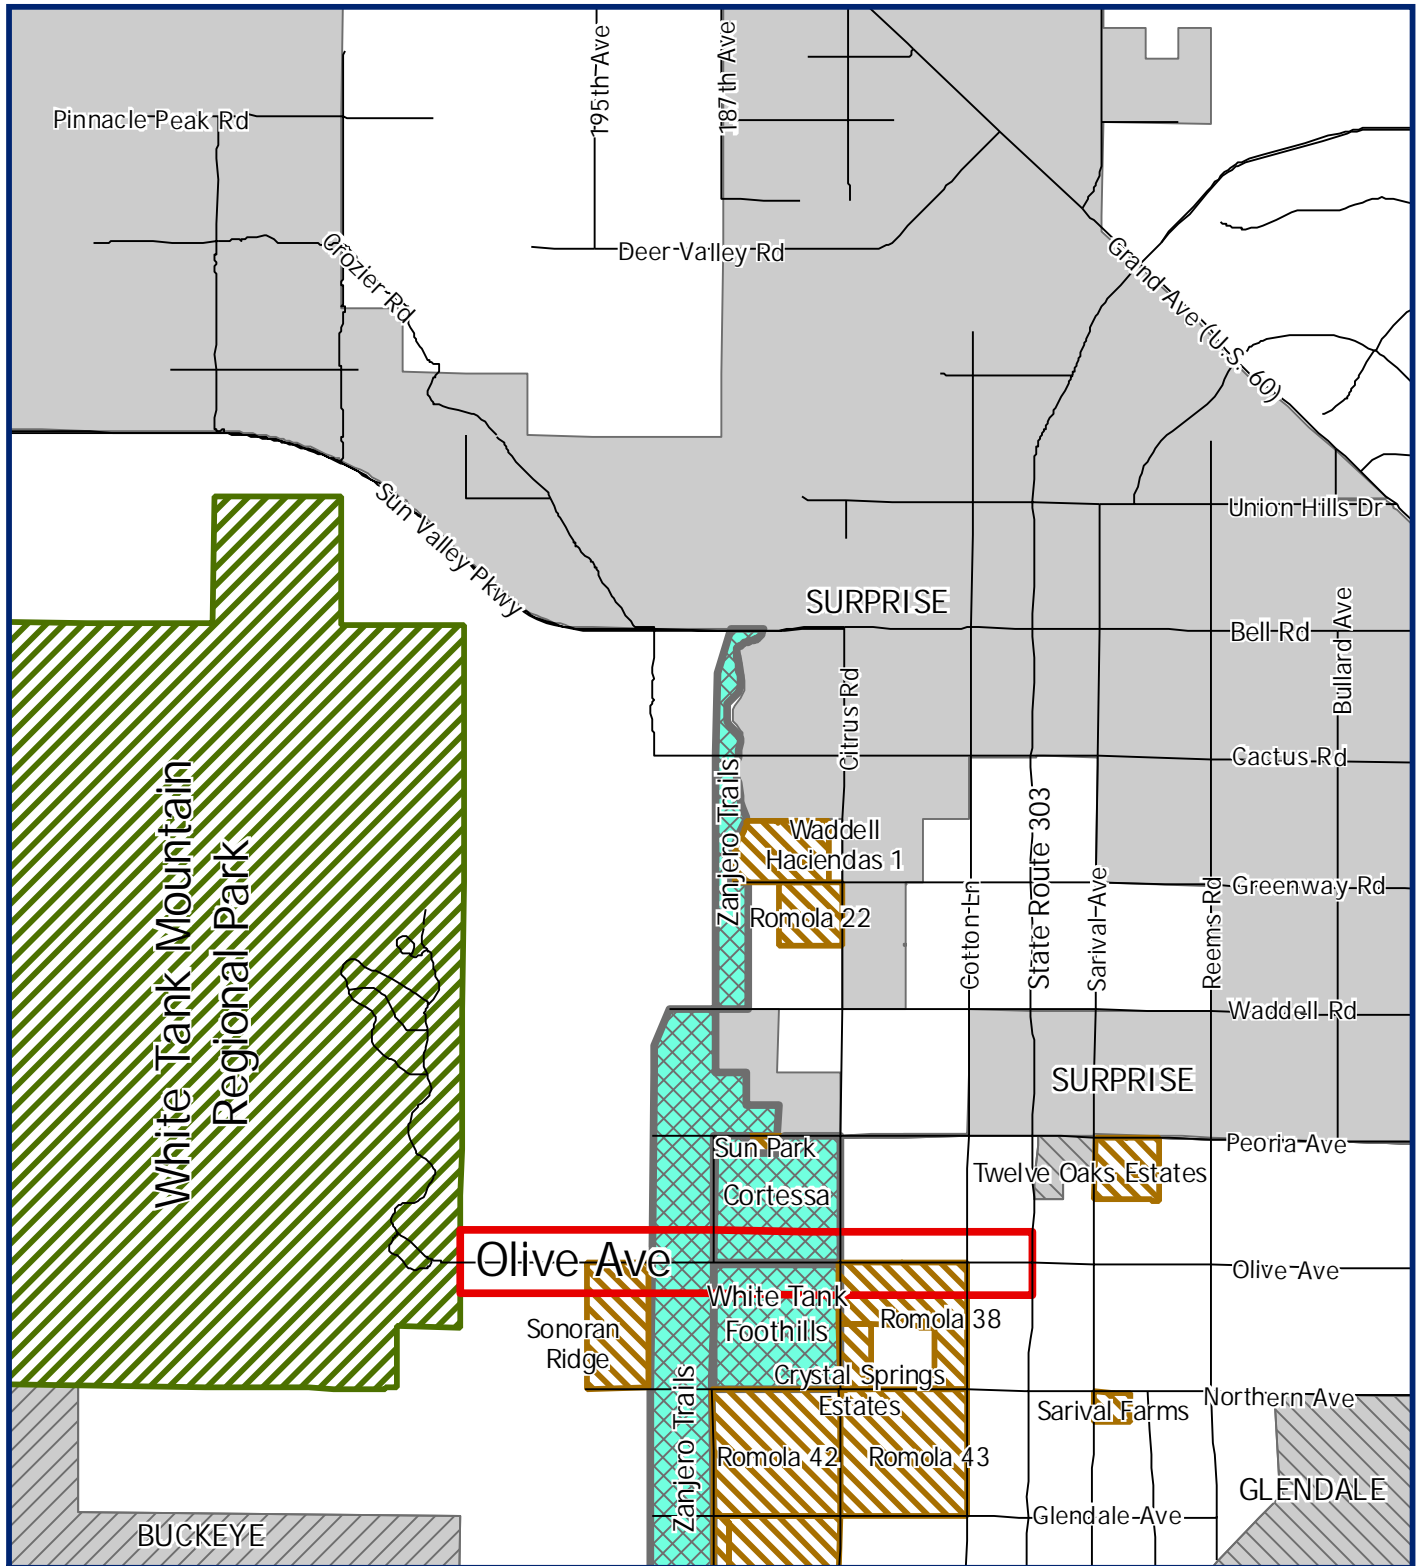 195th Ave
187th Ave
Pinnacle Peak Rd
Crozier Rd
Deer Valley Rd
Grand Ave (U.S. 60)
Sun Valley Pkwy
Union Hills Dr
SURPRISE
Bell Rd
Bullard Ave
Citrus Rd
Cactus Rd
White Tank Mountain
Regional Park
Zanjero Trails
Waddell
Haciendas 1
State Route 303
Sarival Ave
Cotton Ln
Reems Rd
Greenway Rd
Romola 22
Waddell Rd
SURPRISE
Sun Park
Peoria Ave
Twelve Oaks Estates
Cortessa
Olive Ave
Olive Ave
White Tank
Foothills
Sonoran
Ridge
Romola 38
Crystal Springs
Estates
Northern Ave
Sarival Farms
Zanjero Trails
Romola 42
Romola 43
GLENDALE
Glendale Ave
BUCKEYE